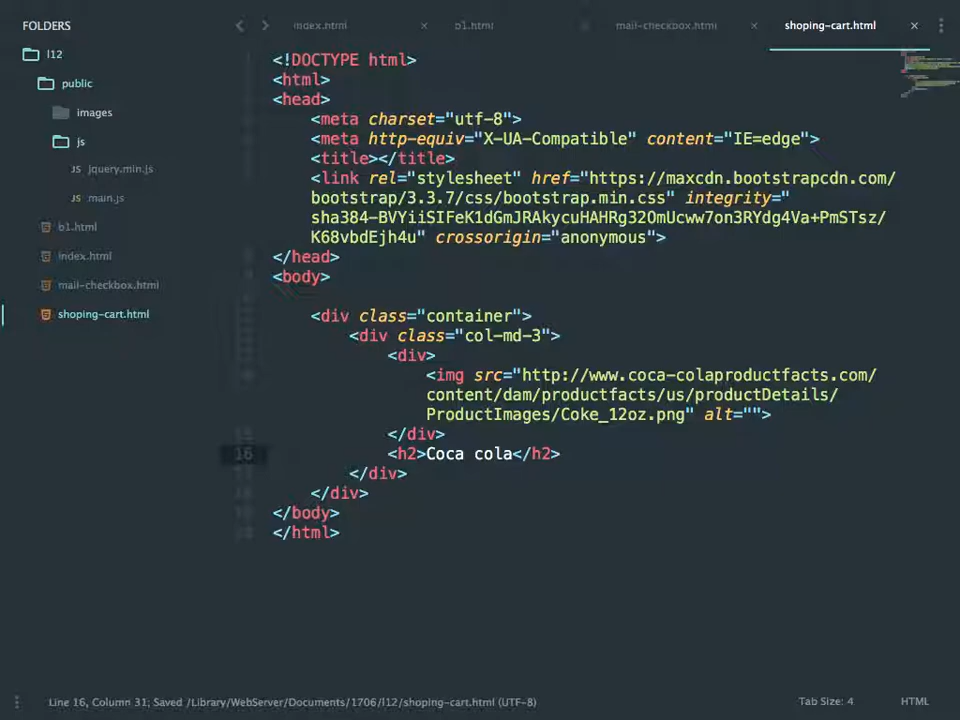 FOLDERS
l12
public
images
js
jquery.min.js
main.js
b1.html
index.html
mail-checkbox.html
shoping-cart.html
index.html
b1.html
mail-checkbox.html
shoping-cart.html
<!DOCTYPE html>
<html>
<head>
<meta charset="utf-8">
<meta http-equiv="X-UA-Compatible" content="IE=edge">
<title></title>
<link rel="stylesheet" href="https://maxcdn.bootstrapcdn.com/
bootstrap/3.3.7/css/bootstrap.min.css" integrity="
sha384-BVYiiSIFeK1dGmJRAkycuHAHRg32OmUcww7on3RYdg4Va+PmSTsz/
K68vbdEjh4u" crossorigin="anonymous">
</head>
<body>
<div class="container">
<div class="col-md-3">
<div>
<img src="http://www.coca-colaproductfacts.com/
content/dam/productfacts/us/productDetails/
ProductImages/Coke_12oz.png" alt="">
</div>
16
<h2>Coca cola</h2>
</div>
</div>
</body>
</html>
Line 16, Column 31; Saved /Library/WebServer/Documents/1706/l12/shoping-cart.html (UTF-8)
Tab Size: 4
HTML